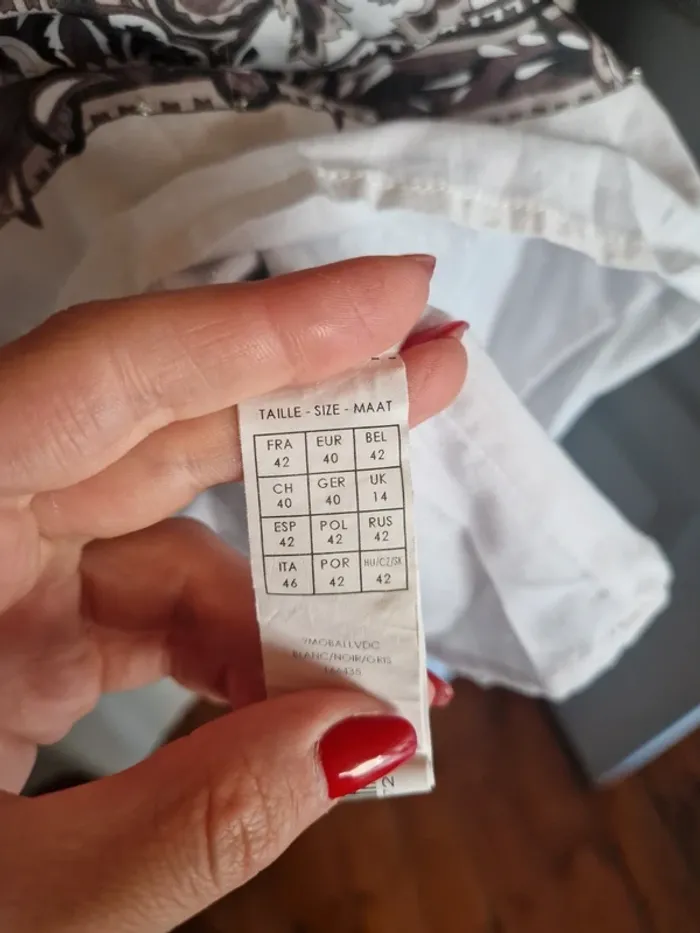 TAILLE - SIZE - MAAT
FRA EUR BEL
42 40 42
CH GER UK
40 40 14
ESP POL RUS
42 42 42
ITA POR HU/CZ/SK
46 42 42
BLANC/NOIR/GRIS